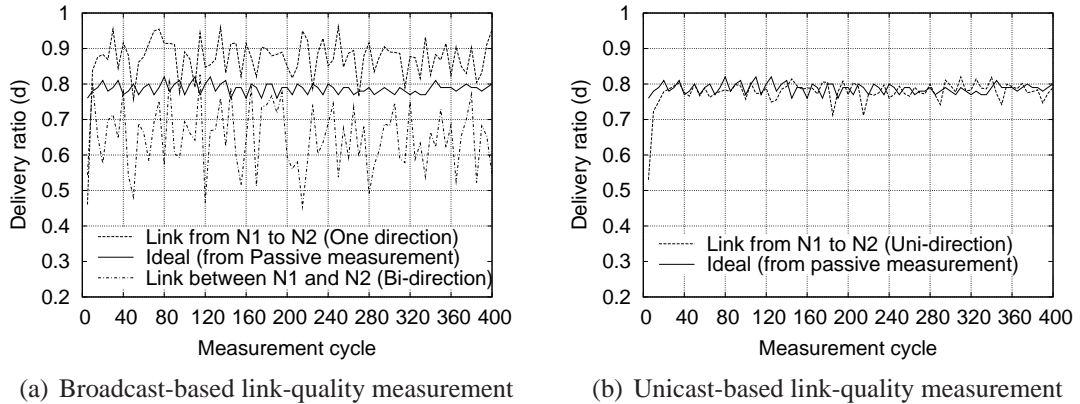 1
0.9
0.8
0.7
0.6
0.5
0.4
0.3
0.2
Delivery ratio (d)
Link from N1 to N2 (One direction)
Ideal (from Passive measurement)
Link between N1 and N2 (Bi-direction)
0 40 80 120 160 200 240 280 320 360 400
Measurement cycle
(a) Broadcast-based link-quality measurement
1
0.9
0.8
0.7
0.6
0.5
0.4
0.3
0.2
Delivery ratio (d)
Link from N1 to N2 (Uni-direction)
Ideal (from passive measurement)
0 40 80 120 160 200 240 280 320 360 400
Measurement cycle
(b) Unicast-based link-quality measurement